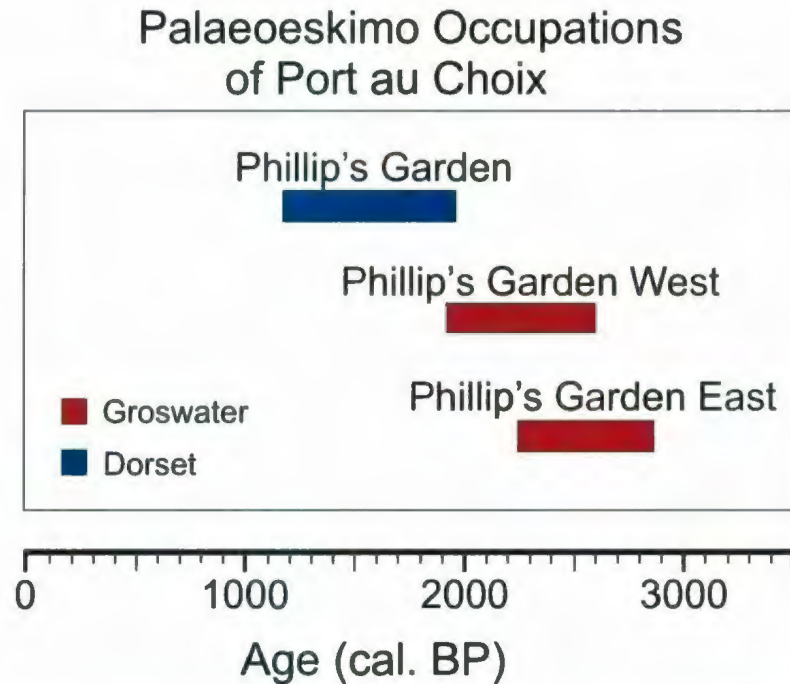 Palaeoeskimo Occupations
of Port au Choix
Phillip's Garden
Phillip's Garden West
Phillip's Garden East
Groswater
Dorset
0 1000 2000 3000
Age (cal. BP)